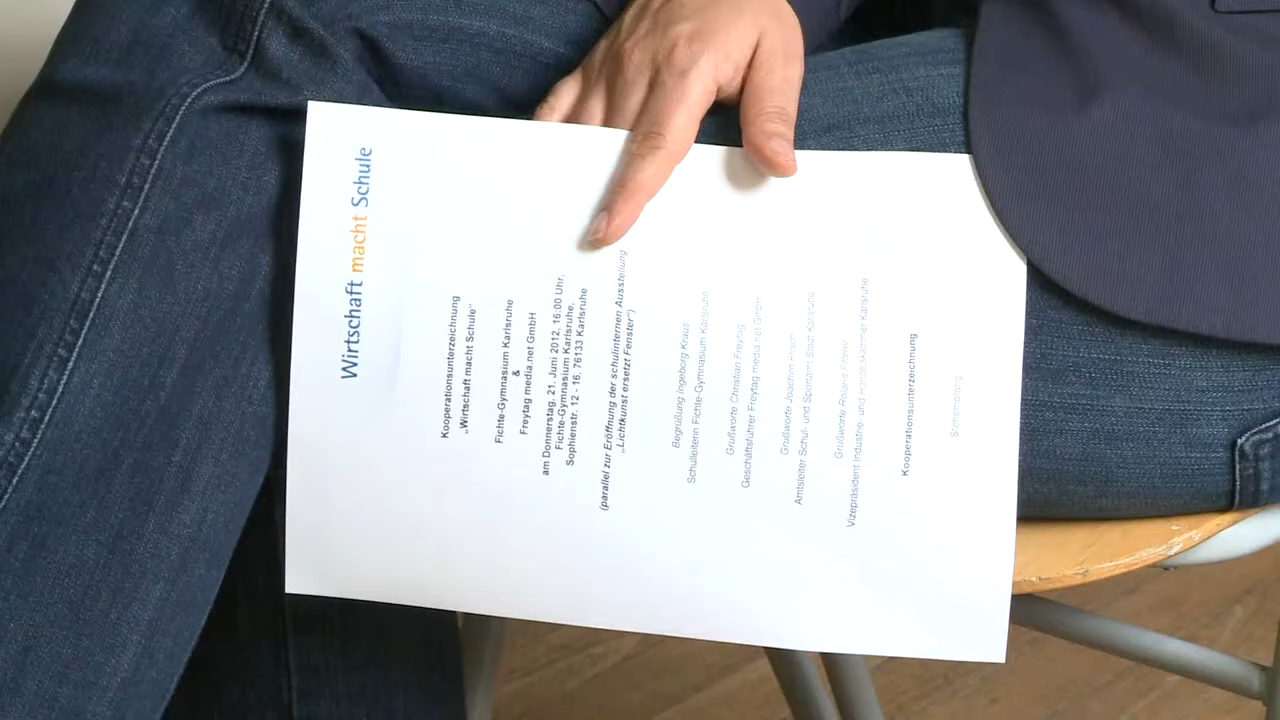 Wirtschaft macht Schule
Kooperationsunterzeichnung
„Wirtschaft macht Schule“
Fichte-Gymnasium Karlsruhe
&
Freytag media.net GmbH
am Donnerstag, 21. Juni 2012, 16:00 Uhr,
Fichte-Gymnasium Karlsruhe,
Sophienstr. 12 - 16, 76133 Karlsruhe
(parallel zur Eröffnung der schulinternen Ausstellung
„Lichtkunst ersetzt Fenster“)
Begrüßung Ingeborg Kraus
Schulleiterin Fichte-Gymnasium Karlsruhe
Grußworte Christian Freytag
Geschäftsführer Freytag media.net GmbH
Grußworte Joachim
Amtsleiter Schul- und Sportamt Stadt Karlsruhe
Grußworte Roland
Vizepräsident Industrie- und Handelskammer Karlsruhe
Kooperationsunterzeichnung
Stehempfang